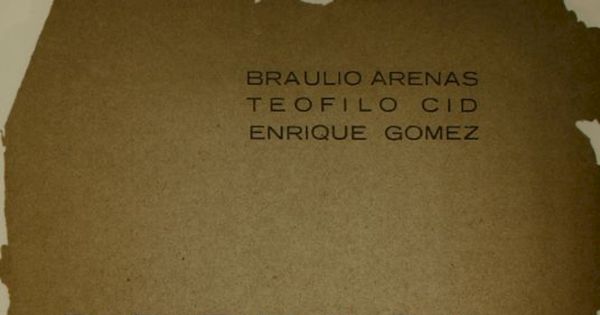 BRAULIO ARENAS
TEOFILO CID
ENRIQUE GOMEZ